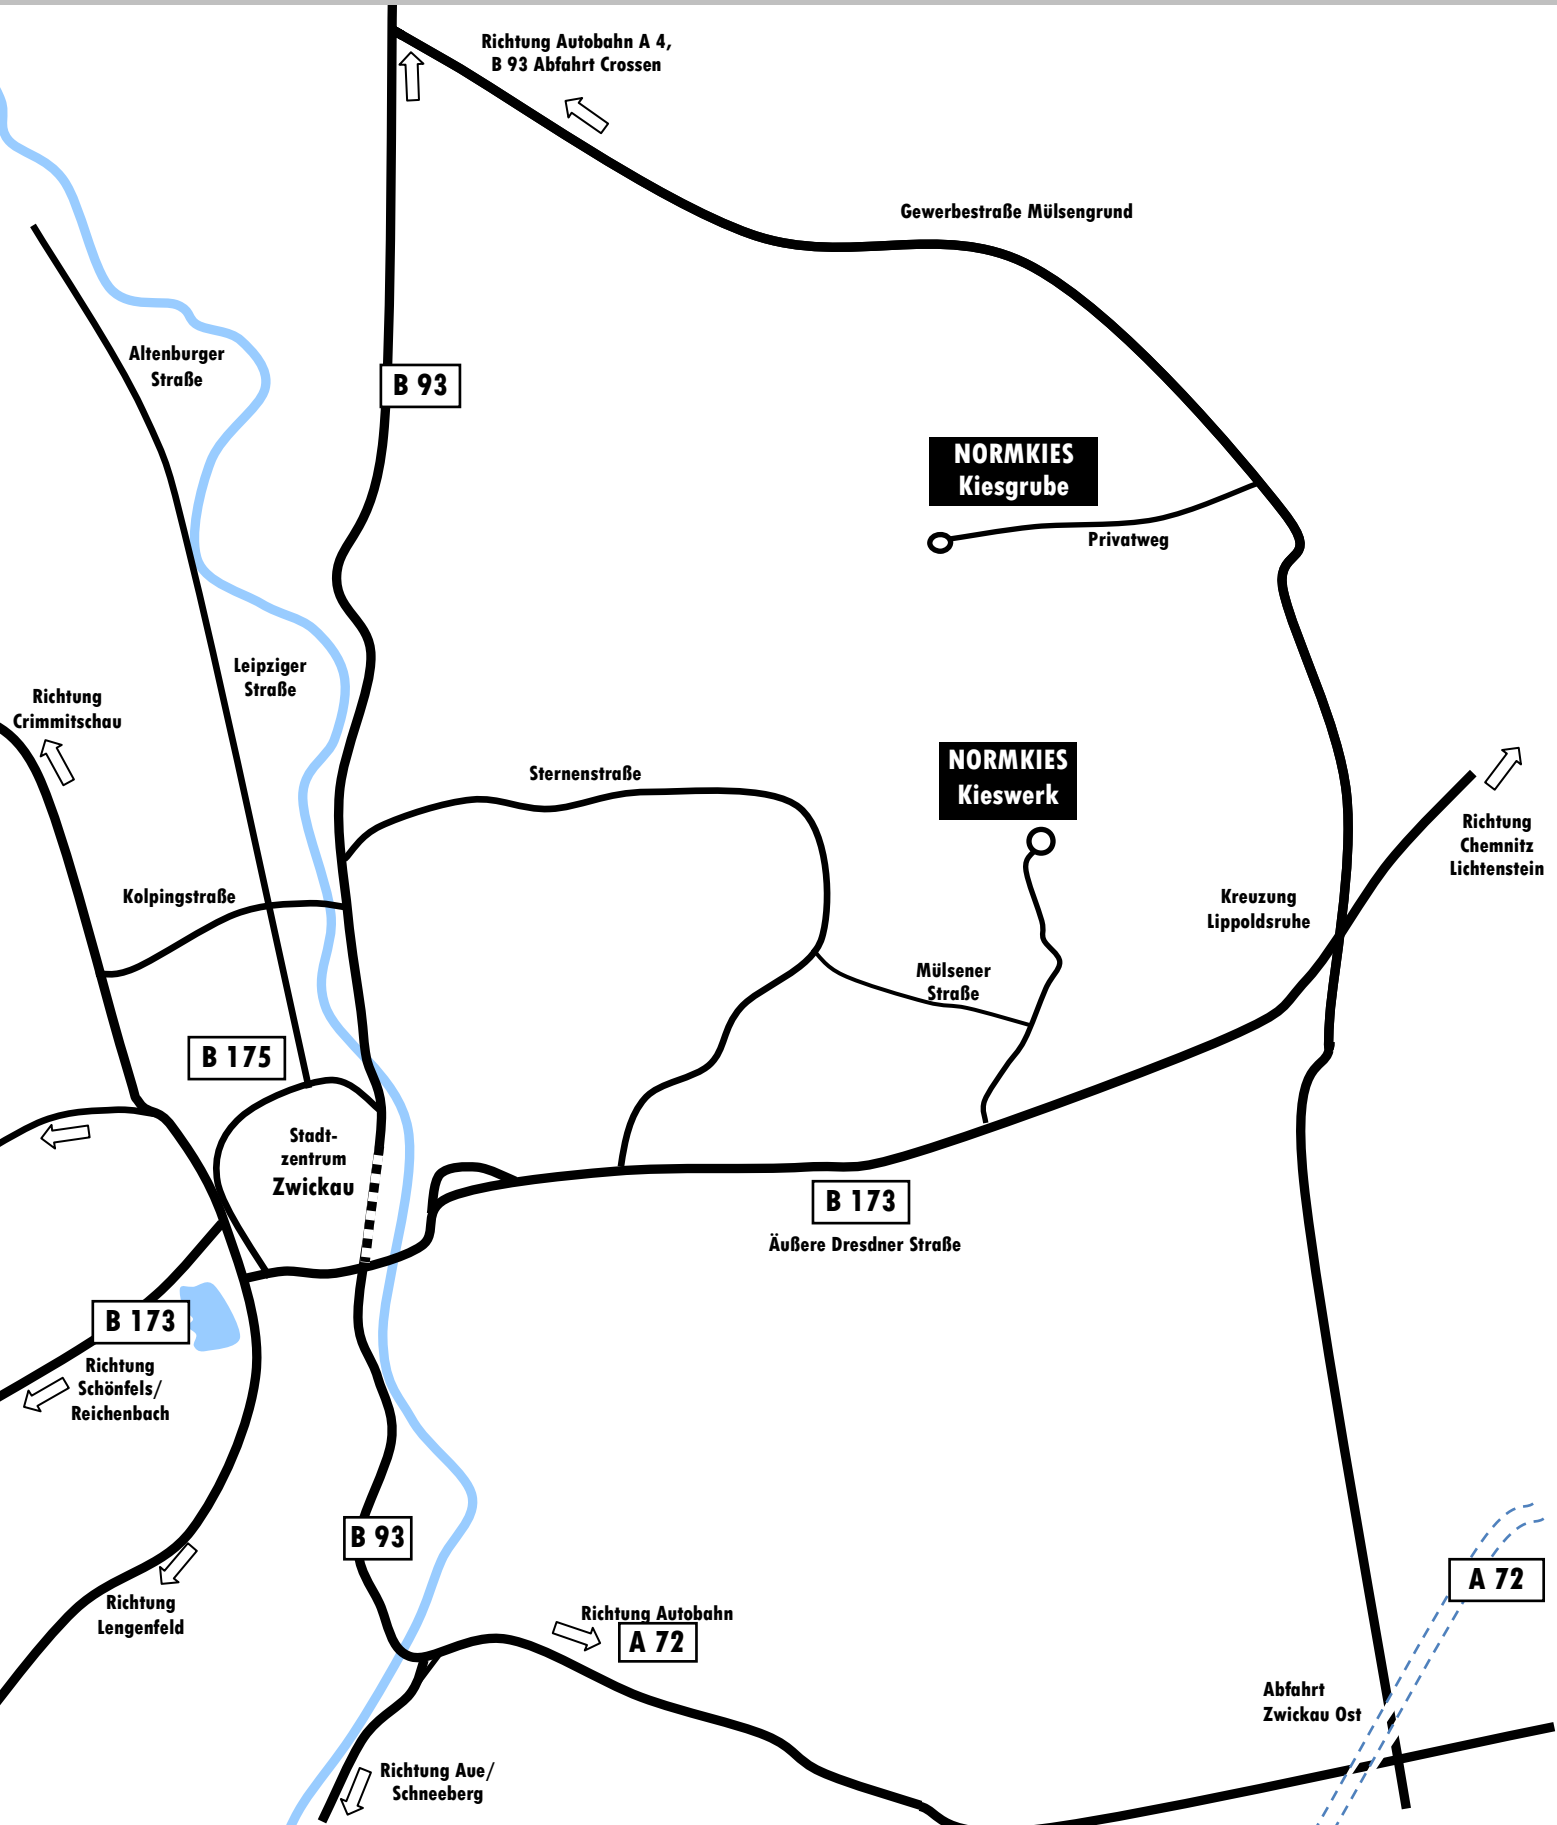 Richtung Autobahn A 4,
B 93 Abfahrt Crossen
Gewerbestraße Mülsengrund
Altenburger
Straße
B 93
NORMKIES
Kiesgrube
Privatweg
Leipziger
Straße
Richtung
Crimmitschau
Sternenstraße
NORMKIES
Kieswerk
Richtung
Chemnitz
Lichtenstein
Kolpingstraße
Kreuzung
Lippoldsruhe
Mülsener
Straße
B 175
Stadt-
zentrum
Zwickau
B 173
Äußere Dresdner Straße
B 173
Richtung
Schönfels/
Reichenbach
B 93
A 72
Richtung
Lengenfeld
Richtung Autobahn
A 72
Abfahrt
Zwickau Ost
Richtung Aue/
Schneeberg